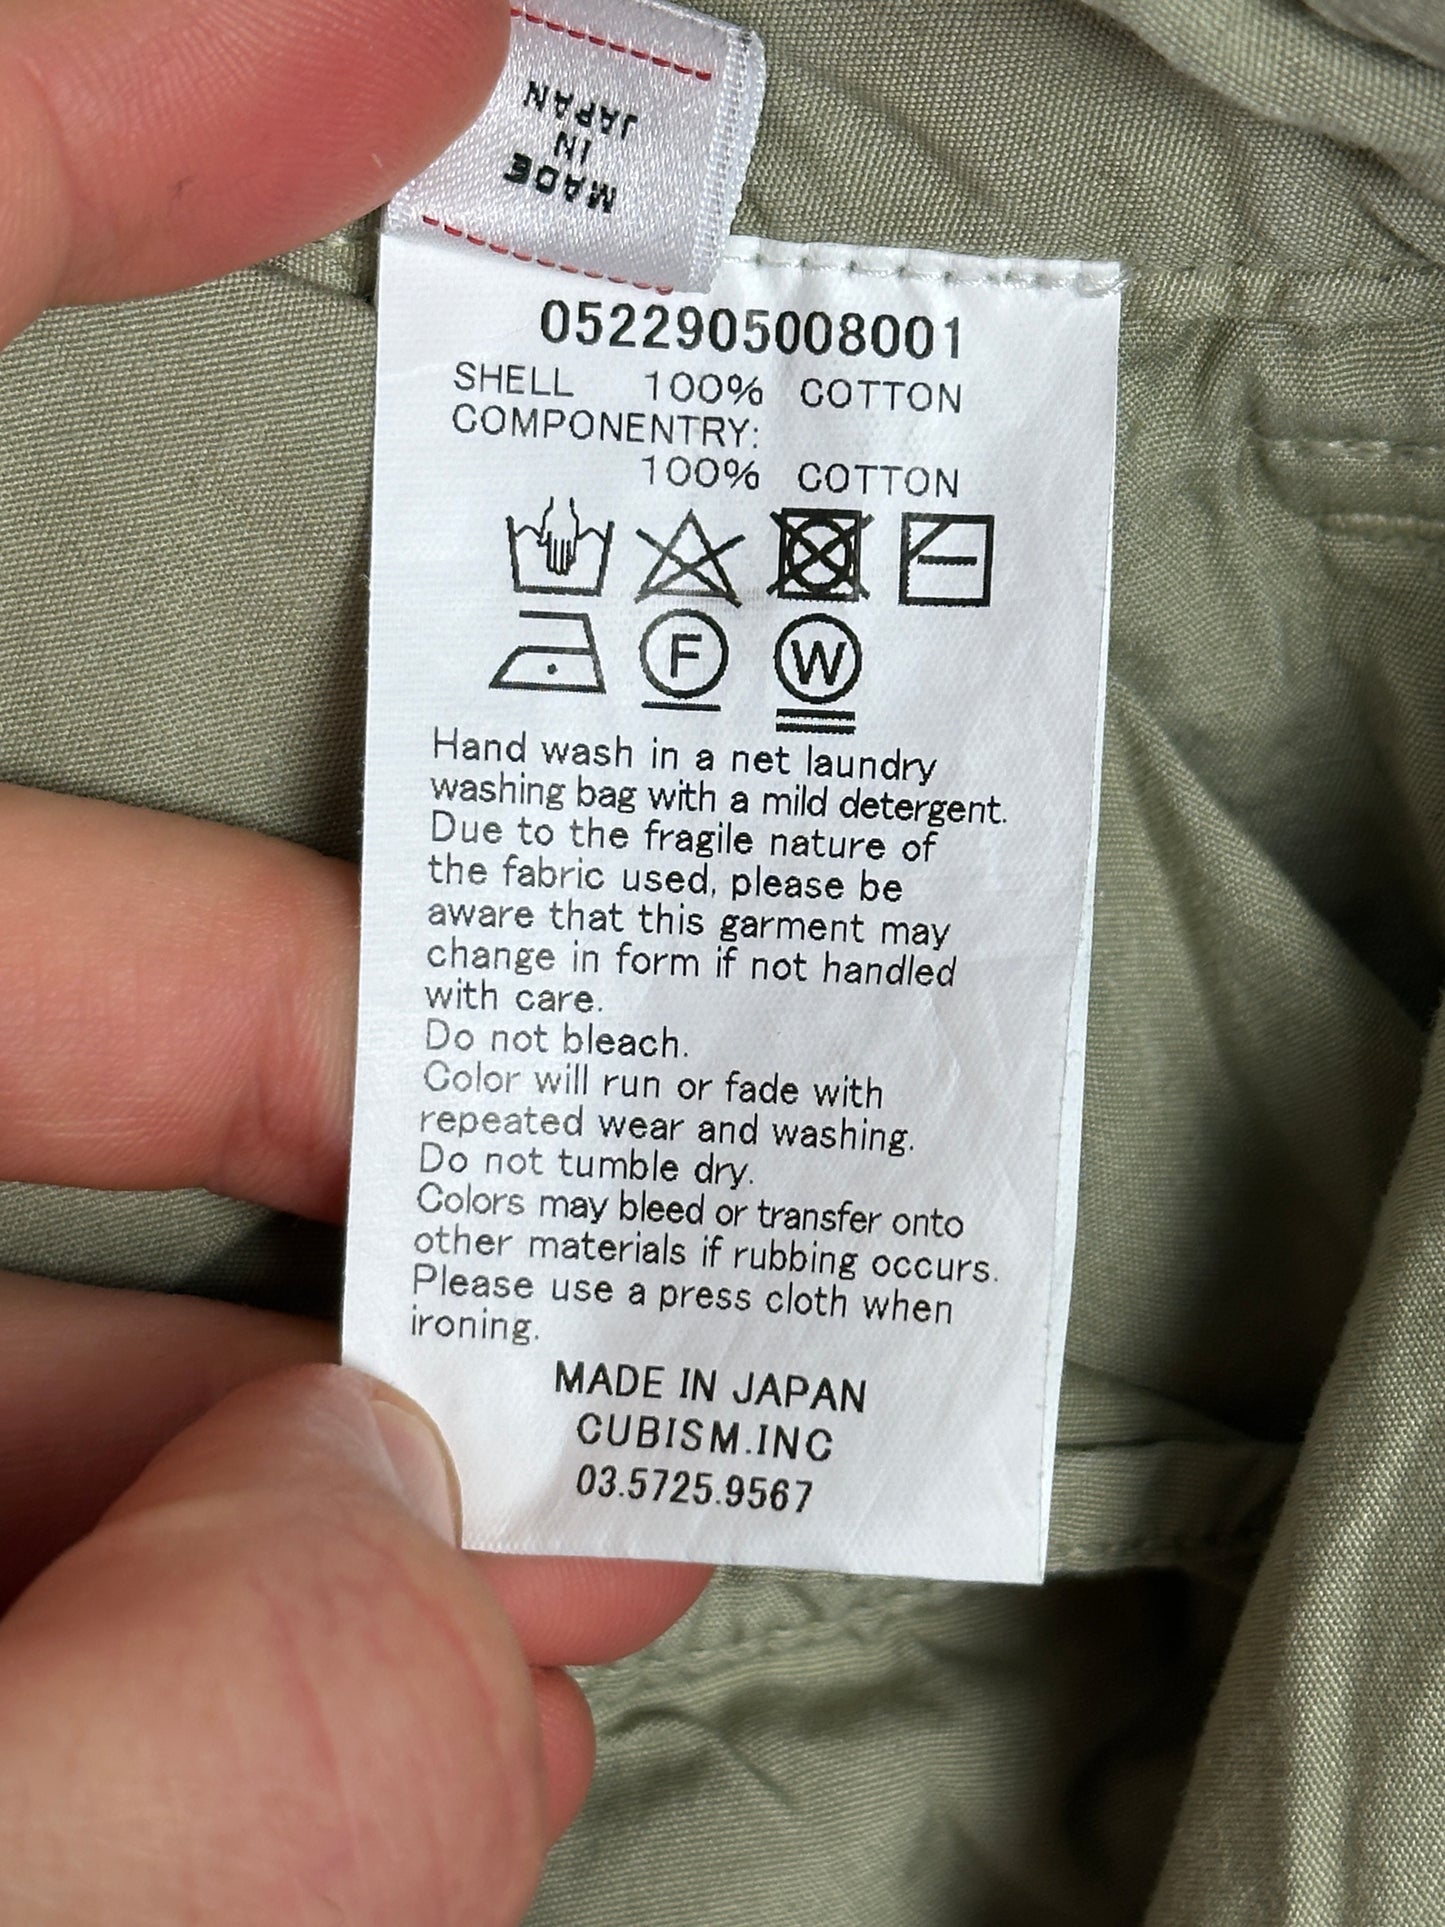 MADE
IN
JAPAN
0522905008001
SHELL 100% COTTON
COMPONENTRY:
100% COTTON
F W
Hand wash in a net laundry
washing bag with a mild detergent.
Due to the fragile nature of
the fabric used, please be
aware that this garment may
change in form if not handled
with care.
Do not bleach.
Color will run or fade with
repeated wear and washing.
Do not tumble dry.
Colors may bleed or transfer onto
other materials if rubbing occurs.
Please use a press cloth when
ironing.
MADE IN JAPAN
CUBISM.INC
03.5725.9567